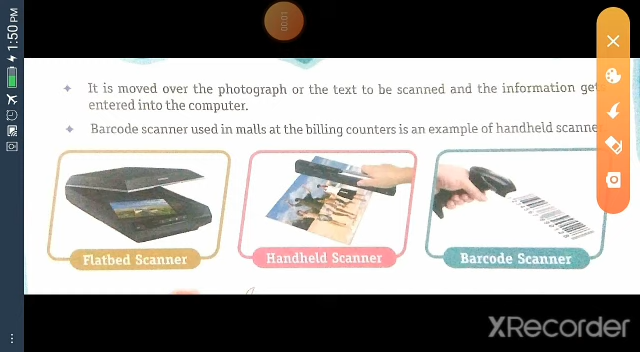 1:50 PM
00:01
It is moved over the photograph or the text to be scanned and the information get
entered into the computer.
Barcode scanner used in malls at the billing counters is an example of handheld scanne
Flatbed Scanner
Handheld Scanner
Barcode Scanner
XRecorder